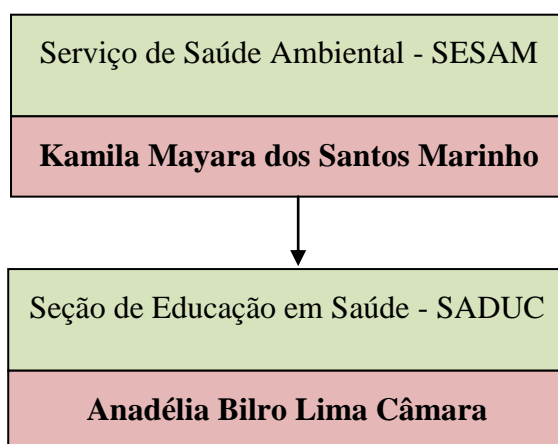 Serviço de Saúde Ambiental - SESAM
Kamila Mayara dos Santos Marinho
Seção de Educação em Saúde - SADUC
Anadélia Bilro Lima Câmara